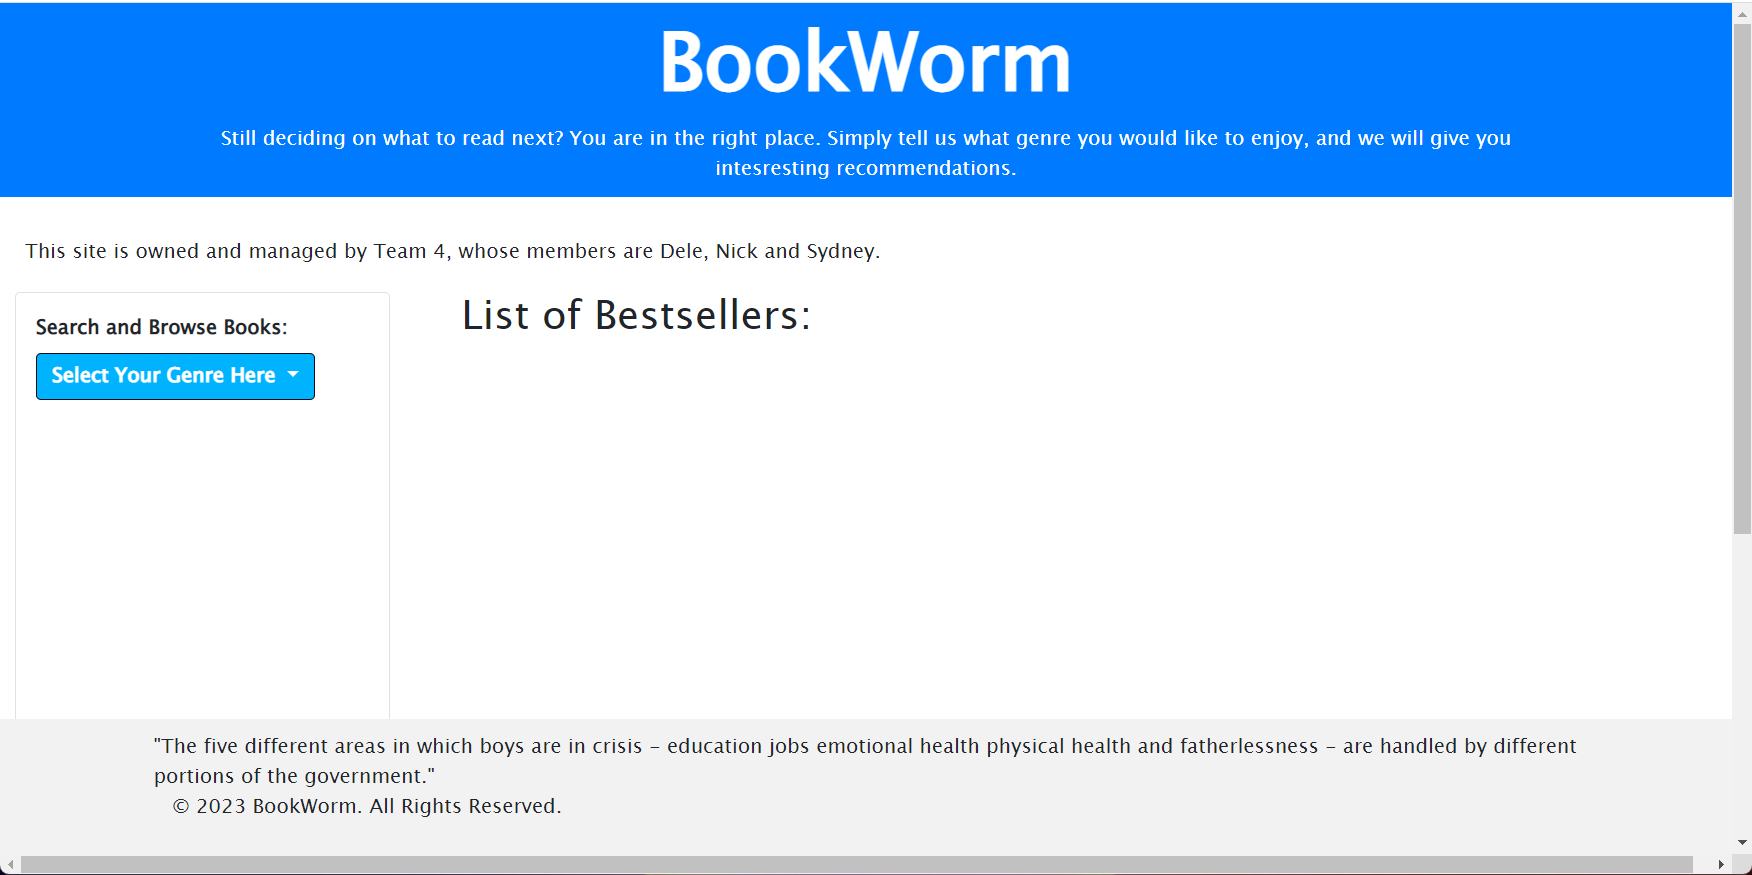 BookWorm
Still deciding on what to read next? You are in the right place. Simply tell us what genre you would like to enjoy, and we will give you
intesresting recommendations.
This site is owned and managed by Team 4, whose members are Dele, Nick and Sydney.
Search and Browse Books:
Select Your Genre Here
List of Bestsellers:
"The five different areas in which boys are in crisis – education jobs emotional health physical health and fatherlessness – are handled by different
portions of the government."
© 2023 BookWorm. All Rights Reserved.